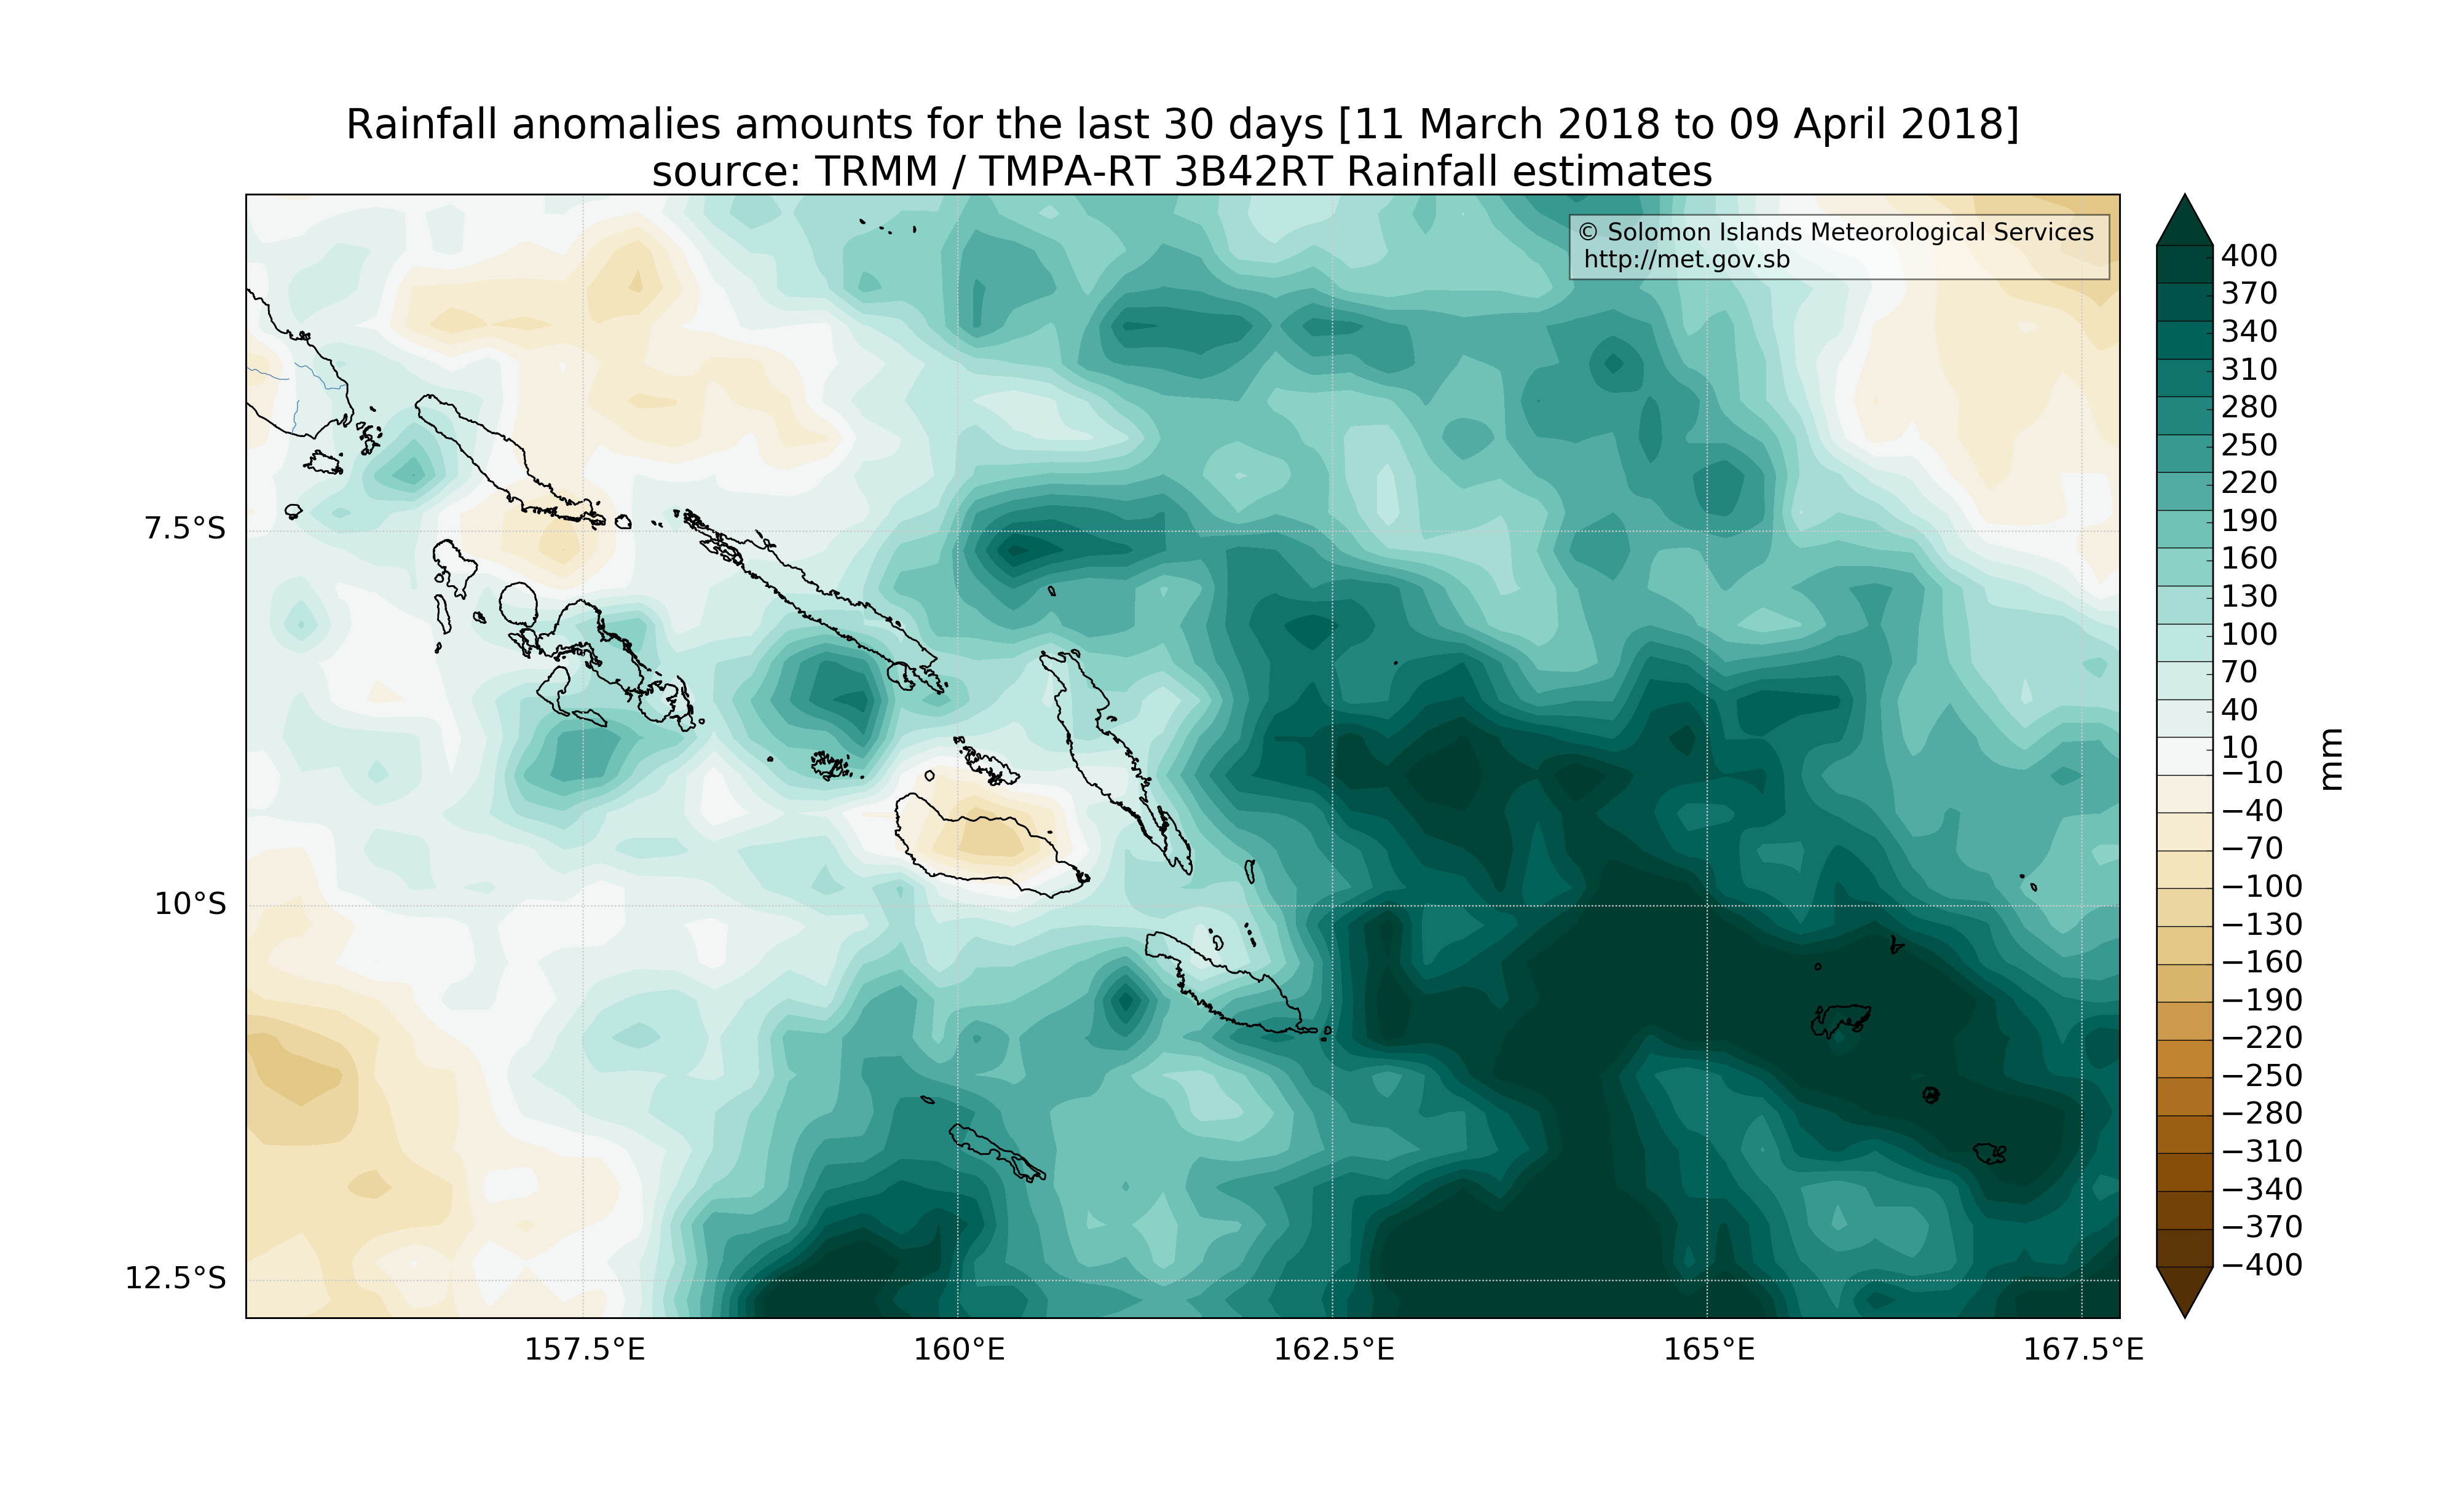 Rainfall anomalies amounts for the last 30 days [11 March 2018 to 09 April 2018]
source: TRMM / TMPA-RT 3B42RT Rainfall estimates
© Solomon Islands Meteorological Services
http://met.gov.sb
7.5°S
10°S
12.5°S
157.5°E
160°E
162.5°E
165°E
167.5°E
400
370
340
310
280
250
220
190
160
130
100
70
40
10
−10
−40
−70
−100
−130
−160
−190
−220
−250
−280
−310
−340
−370
−400
mm